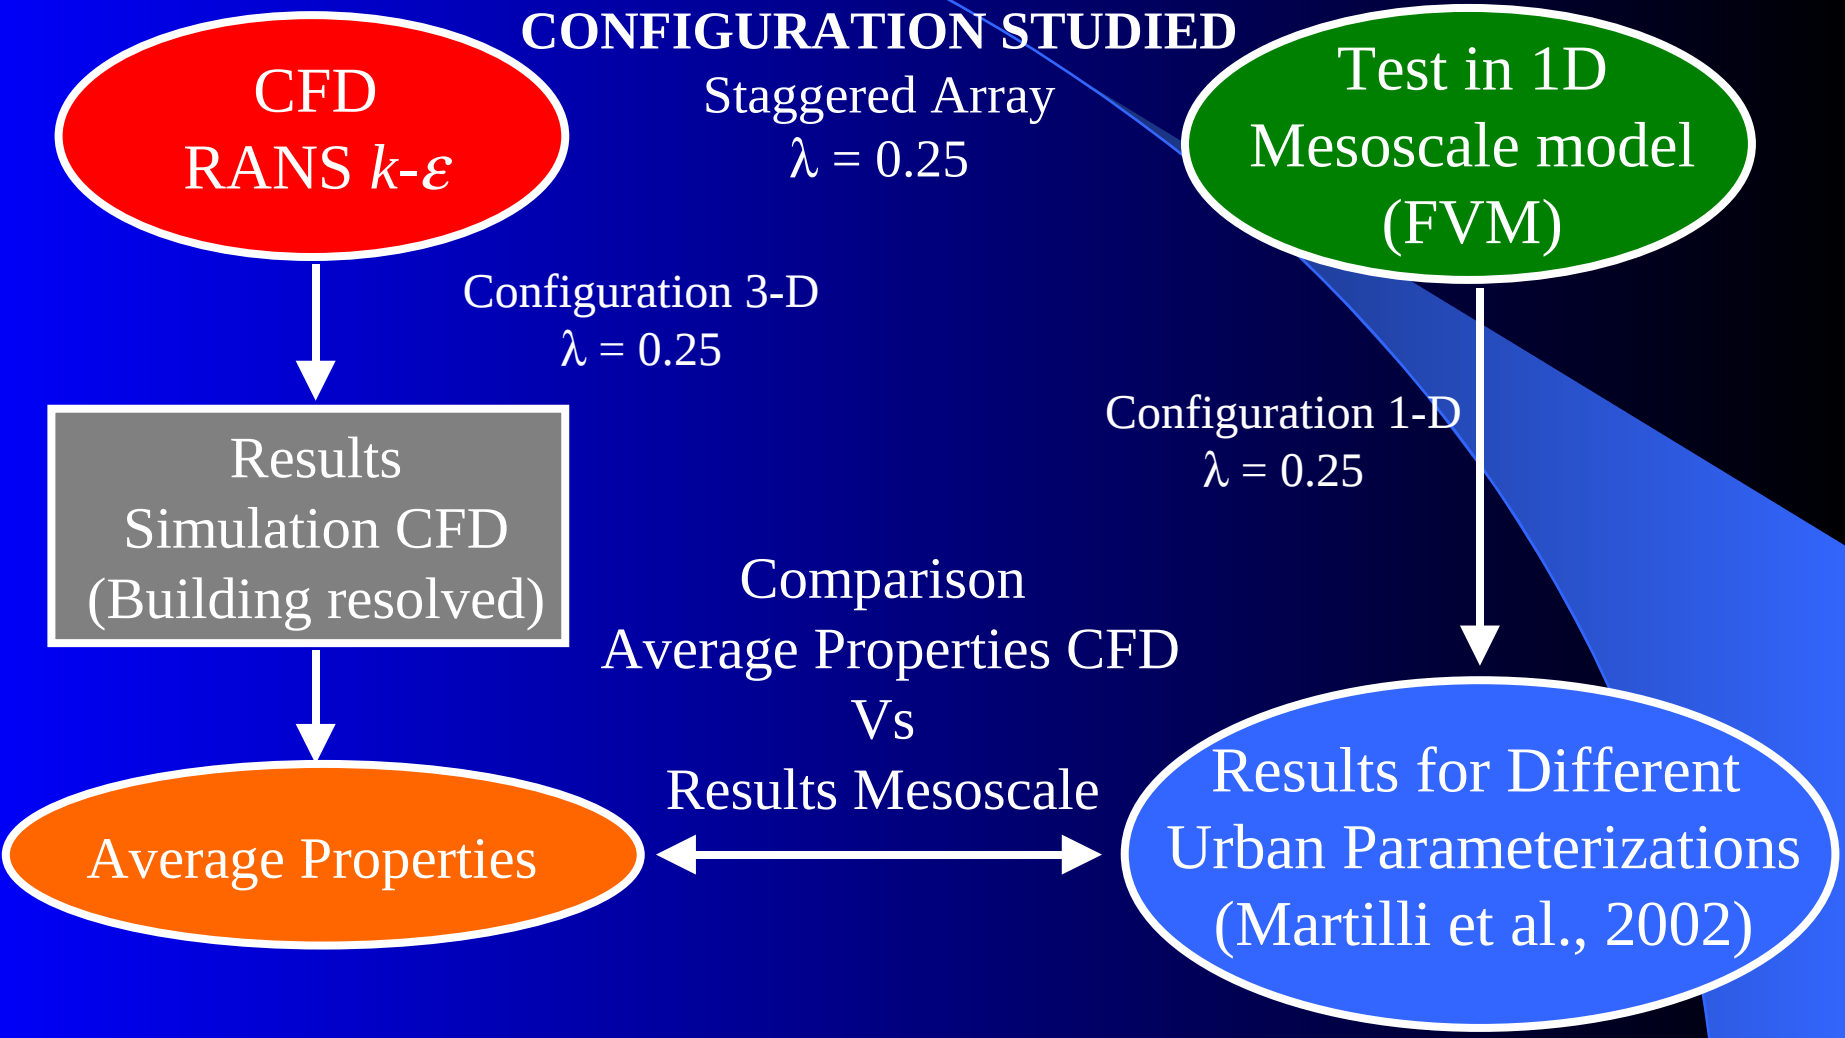 CONFIGURATION STUDIED
Staggered Array
λ = 0.25
CFD
RANS k-ε
Test in 1D
Mesoscale model
(FVM)
Configuration 3-D
λ = 0.25
Configuration 1-D
λ = 0.25
Results
Simulation CFD
(Building resolved)
Comparison
Average Properties CFD
Vs
Results Mesoscale
Average Properties
Results for Different
Urban Parameterizations
(Martilli et al., 2002)